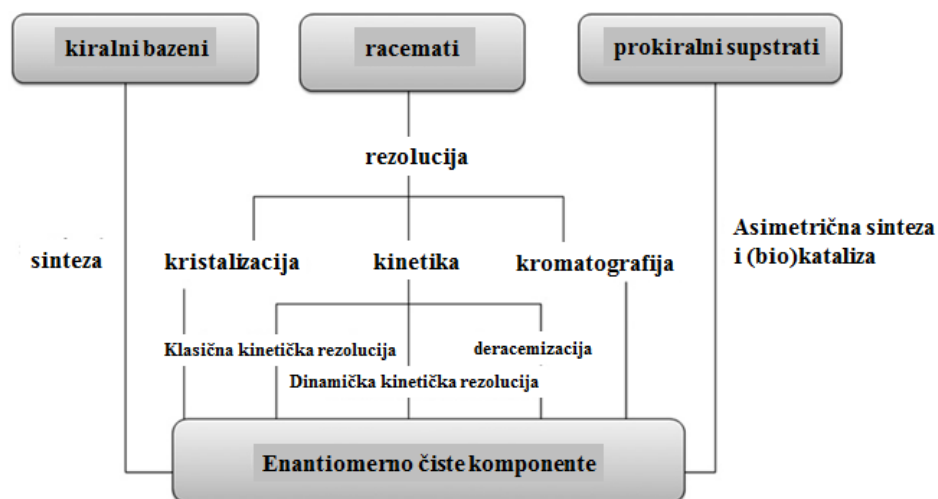 kiralni bazeni
racemati
prokiralni supstrati
rezolucija
sinteza
kristalizacija
kinetika
kromatografija
Asimetrična sinteza
i (bio)kataliza
Klasična kinetička rezolucija
deracemizacija
Dinamička kinetička rezolucija
Enantiomerno čiste komponente